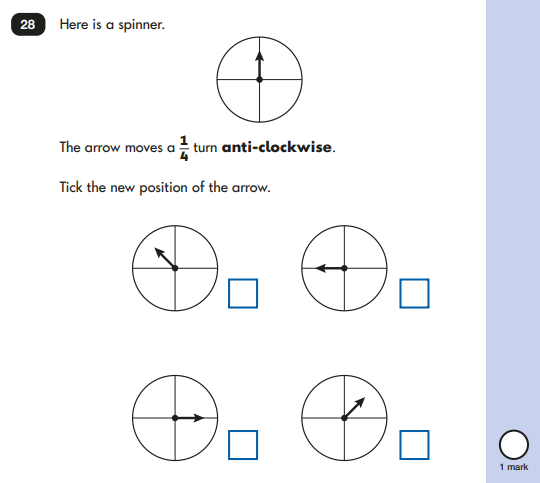 28 Here is a spinner.
The arrow moves a 1/4 turn anti-clockwise.
Tick the new position of the arrow.
1 mark